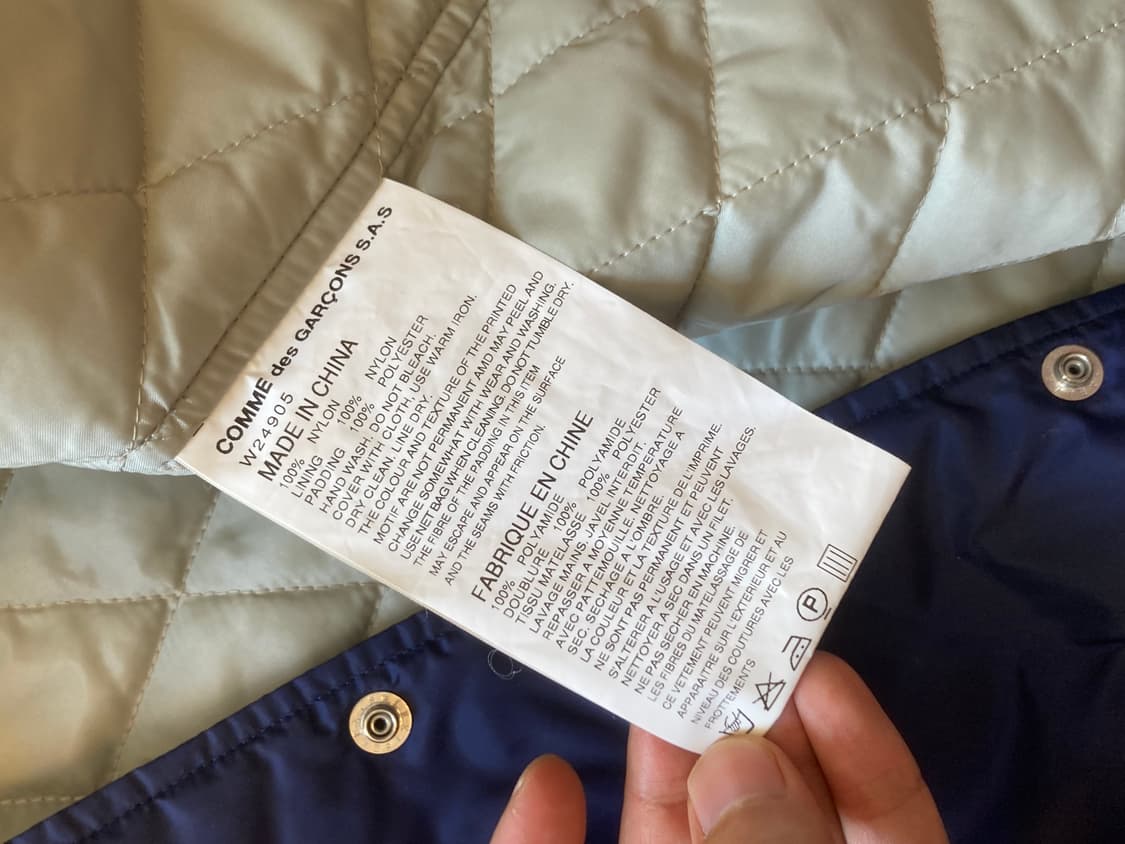 COMME des GARÇONS S.A.S
W24905
MADE IN CHINA
100% NYLON
LINING NYLON 100% NYLON
PADDING 100% POLYESTER
HAND WASH, DO NOT BLEACH.
COVER WITH CLOTH, USE WARM IRON.
DRY CLEAN, LINE DRY.
THE COLOUR AND TEXTURE OF THE PRINTED
MOTIF ARE NOT PERMANENT AND MAY PEEL AND
CHANGE SOMEWHAT WITH WEAR AND WASHING.
USE NET BAG WHEN CLEANING, DO NOT TUMBLE DRY.
THE FIBRE OF THE PADDING IN THIS ITEM
MAY ESCAPE AND APPEAR ON THE SURFACE
AND THE SEAMS WITH FRICTION.
FABRIQUE EN CHINE
100% POLYAMIDE
DOUBLURE 100% POLYAMIDE
TISSU MATELASSE 100% POLYESTER
LAVAGE MAINS, JAVEL INTERDIT.
REPASSER A MOYENNE TEMPERATURE
AVEC PATTEMOUILLE, NETTOYAGE A
SEC, SECHAGE A L'OMBRE.
LA COULEUR ET LA TEXTURE DE L'IMPRIME.
NE SONT PAS PERMANENT ET PEUVENT
S'ALTERER A L'USAGE ET AVEC LES LAVAGES.
NETTOYER A SEC DANS UN FILET.
NE PAS SECHER EN MACHINE.
LES FIBRES DU MATELASSAGE DE
CE VETEMENT PEUVENT MIGRER ET
APPARAITRE SUR L'EXTERIEUR ET AU
NIVEAU DES COUTURES AVEC LES
FROTTEMENTS
P